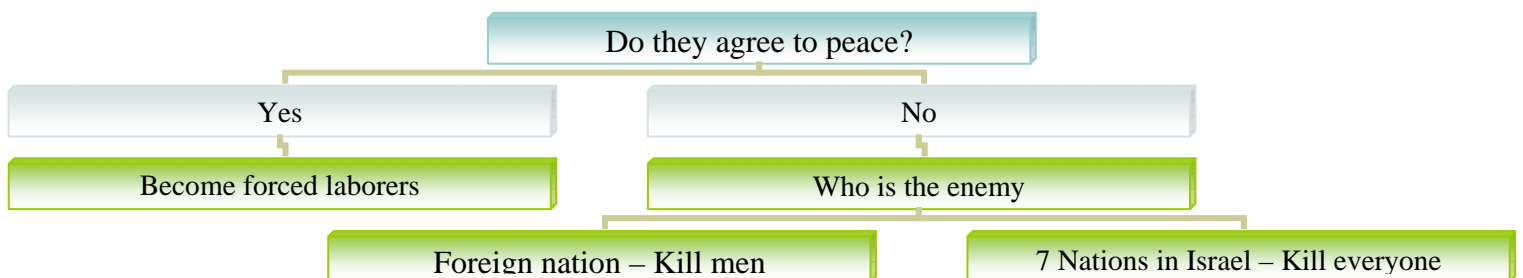 Do they agree to peace?
Yes
No
Become forced laborers
Who is the enemy
Foreign nation – Kill men
7 Nations in Israel – Kill everyone